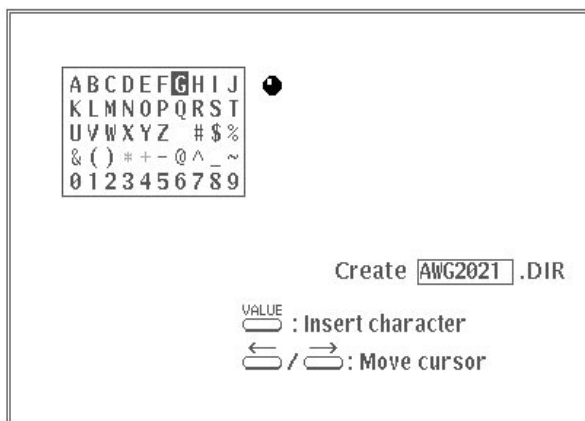 ABCDEFGHIJ
KLMNOPQRST
UVWXYZ #$%
&()*+-@^_~
0123456789
Create AWG2021 .DIR
VALUE
: Insert character
← / → : Move cursor